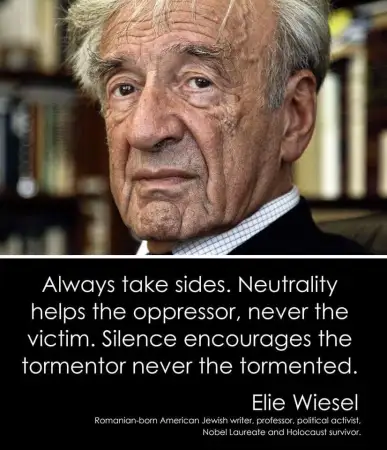 Always take sides. Neutrality
helps the oppressor, never the
victim. Silence encourages the
tormentor never the tormented.
Elie Wiesel
Romanian-born American Jewish writer, professor, political activist,
Nobel Laureate and Holocaust survivor.